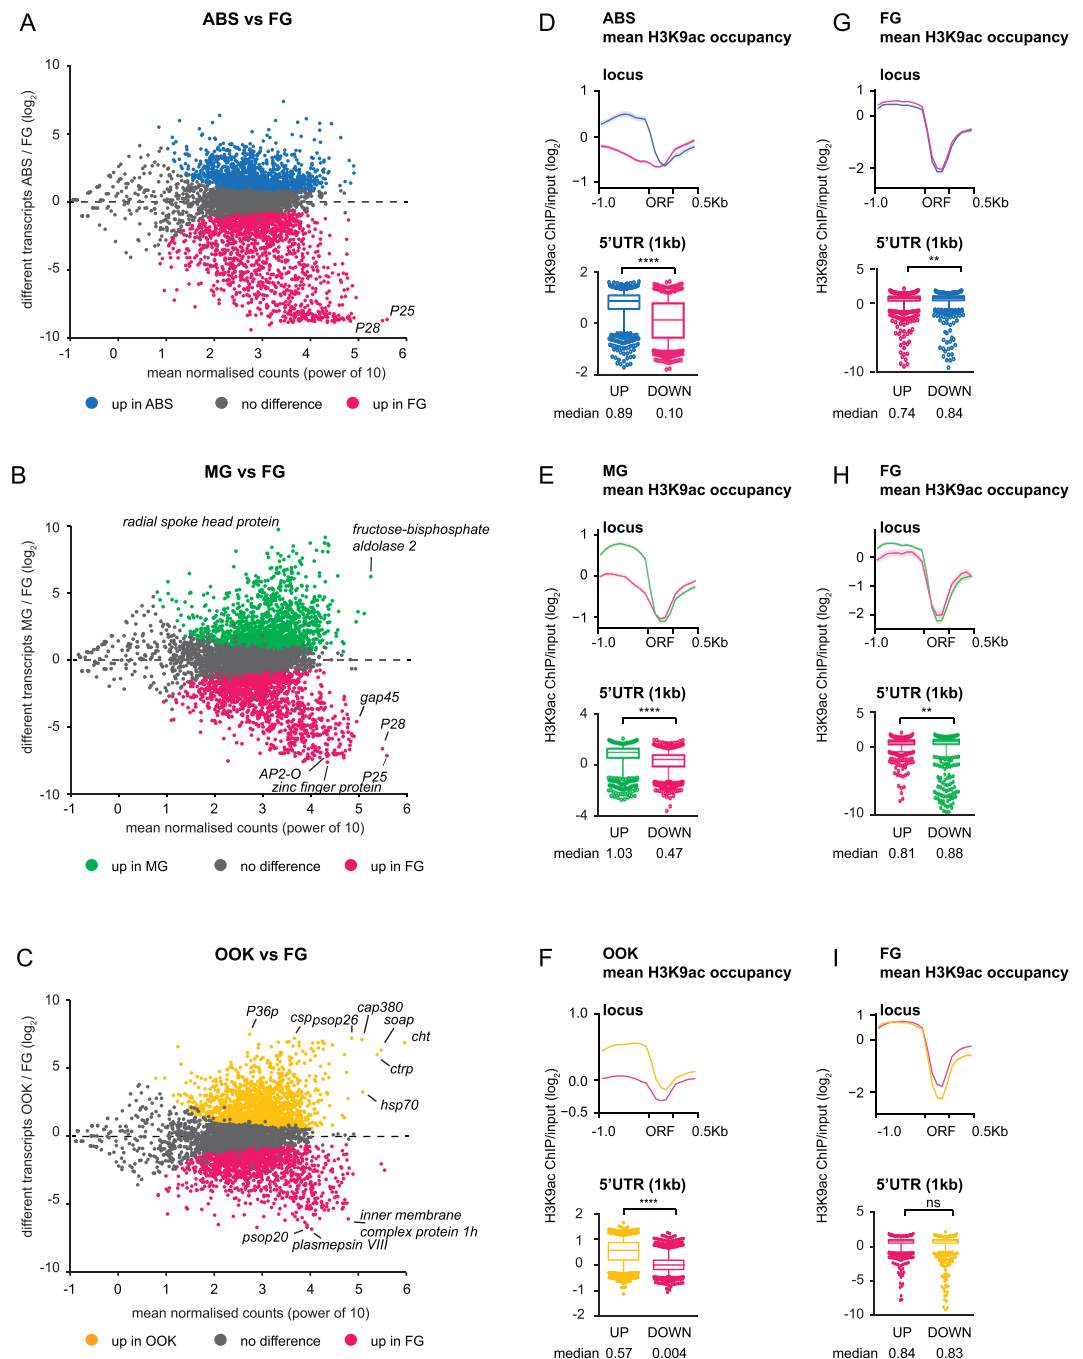 A
ABS vs FG
different transcripts ABS / FG (log2)
10
5
0
-5
-10
-1 0 1 2 3 4 5 6
P25
P28
mean normalised counts (power of 10)
up in ABS no difference up in FG
D
ABS
mean H3K9ac occupancy
H3K9ac ChIP/input (log2)
locus
1
0
-1
-1.0 ORF 0.5Kb
5'UTR (1kb)
****
2
0
-2
UP DOWN
median 0.89 0.10
G
FG
mean H3K9ac occupancy
H3K9ac ChIP/input (log2)
locus
1
0
-2
-1.0 ORF 0.5Kb
5'UTR (1kb)
**
5
0
-10
UP DOWN
median 0.74 0.84
B
MG vs FG
different transcripts MG / FG (log2)
10
5
0
-5
-10
-1 0 1 2 3 4 5 6
radial spoke head protein
fructose-bisphosphate
aldolase 2
gap45
P28
AP2-O
P25
zinc finger protein
mean normalised counts (power of 10)
up in MG no difference up in FG
E
MG
mean H3K9ac occupancy
H3K9ac ChIP/input (log2)
locus
1
0
-1
-1.0 ORF 0.5Kb
5'UTR (1kb)
****
4
0
-4
UP DOWN
median 1.03 0.47
H
FG
mean H3K9ac occupancy
H3K9ac ChIP/input (log2)
locus
1
0
-1
-2
-1.0 ORF 0.5Kb
5'UTR (1kb)
**
5
0
-10
UP DOWN
median 0.81 0.88
C
OOK vs FG
different transcripts OOK / FG (log2)
10
5
0
-5
-10
-1 0 1 2 3 4 5 6
P36p
csp
psop26
cap380
soap
cht
ctrp
hsp70
inner membrane
complex protein 1h
psop20
plasmepsin VIII
mean normalised counts (power of 10)
up in OOK no difference up in FG
F
OOK
mean H3K9ac occupancy
H3K9ac ChIP/input (log2)
locus
1.0
0.0
-0.5
-1.0 ORF 0.5Kb
5'UTR (1kb)
****
2
1
0
-1
-2
UP DOWN
median 0.57 0.004
I
FG
mean H3K9ac occupancy
H3K9ac ChIP/input (log2)
locus
1
0
-2
-1.0 ORF 0.5Kb
5'UTR (1kb)
ns
5
0
-5
-10
UP DOWN
median 0.84 0.83